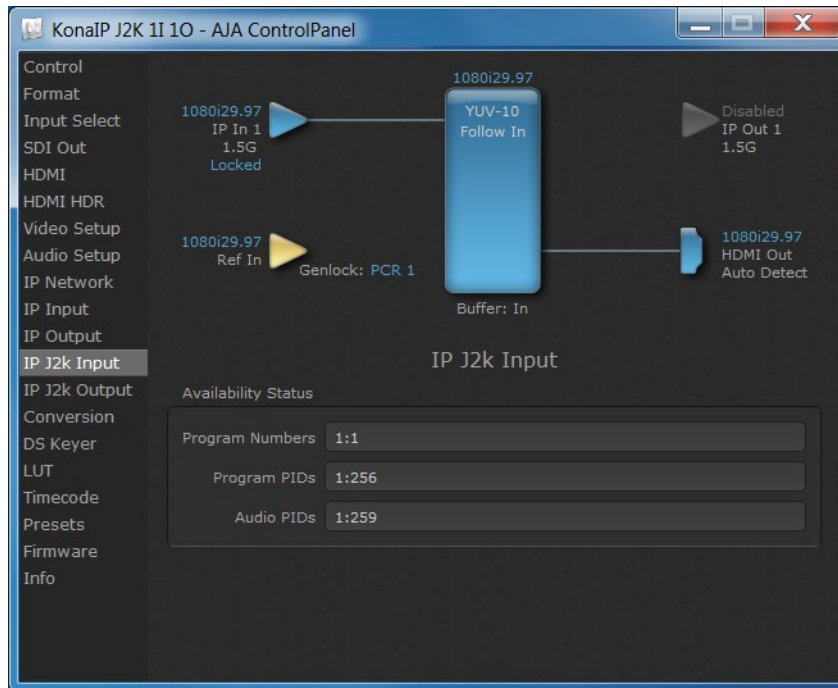 KonaIP J2K 1I 1O - AJA ControlPanel
Control
Format
Input Select
SDI Out
HDMI
HDMI HDR
Video Setup
Audio Setup
IP Network
IP Input
IP Output
IP J2k Input
IP J2k Output
Conversion
DS Keyer
LUT
Timecode
Presets
Firmware
Info
1080i29.97
IP In 1
1.5G
Locked
1080i29.97
Ref In
Genlock: PCR 1
1080i29.97
YUV-10
Follow In
Buffer: In
Disabled
IP Out 1
1.5G
1080i29.97
HDMI Out
Auto Detect
IP J2k Input
Availability Status
Program Numbers 1:1
Program PIDs 1:256
Audio PIDs 1:259